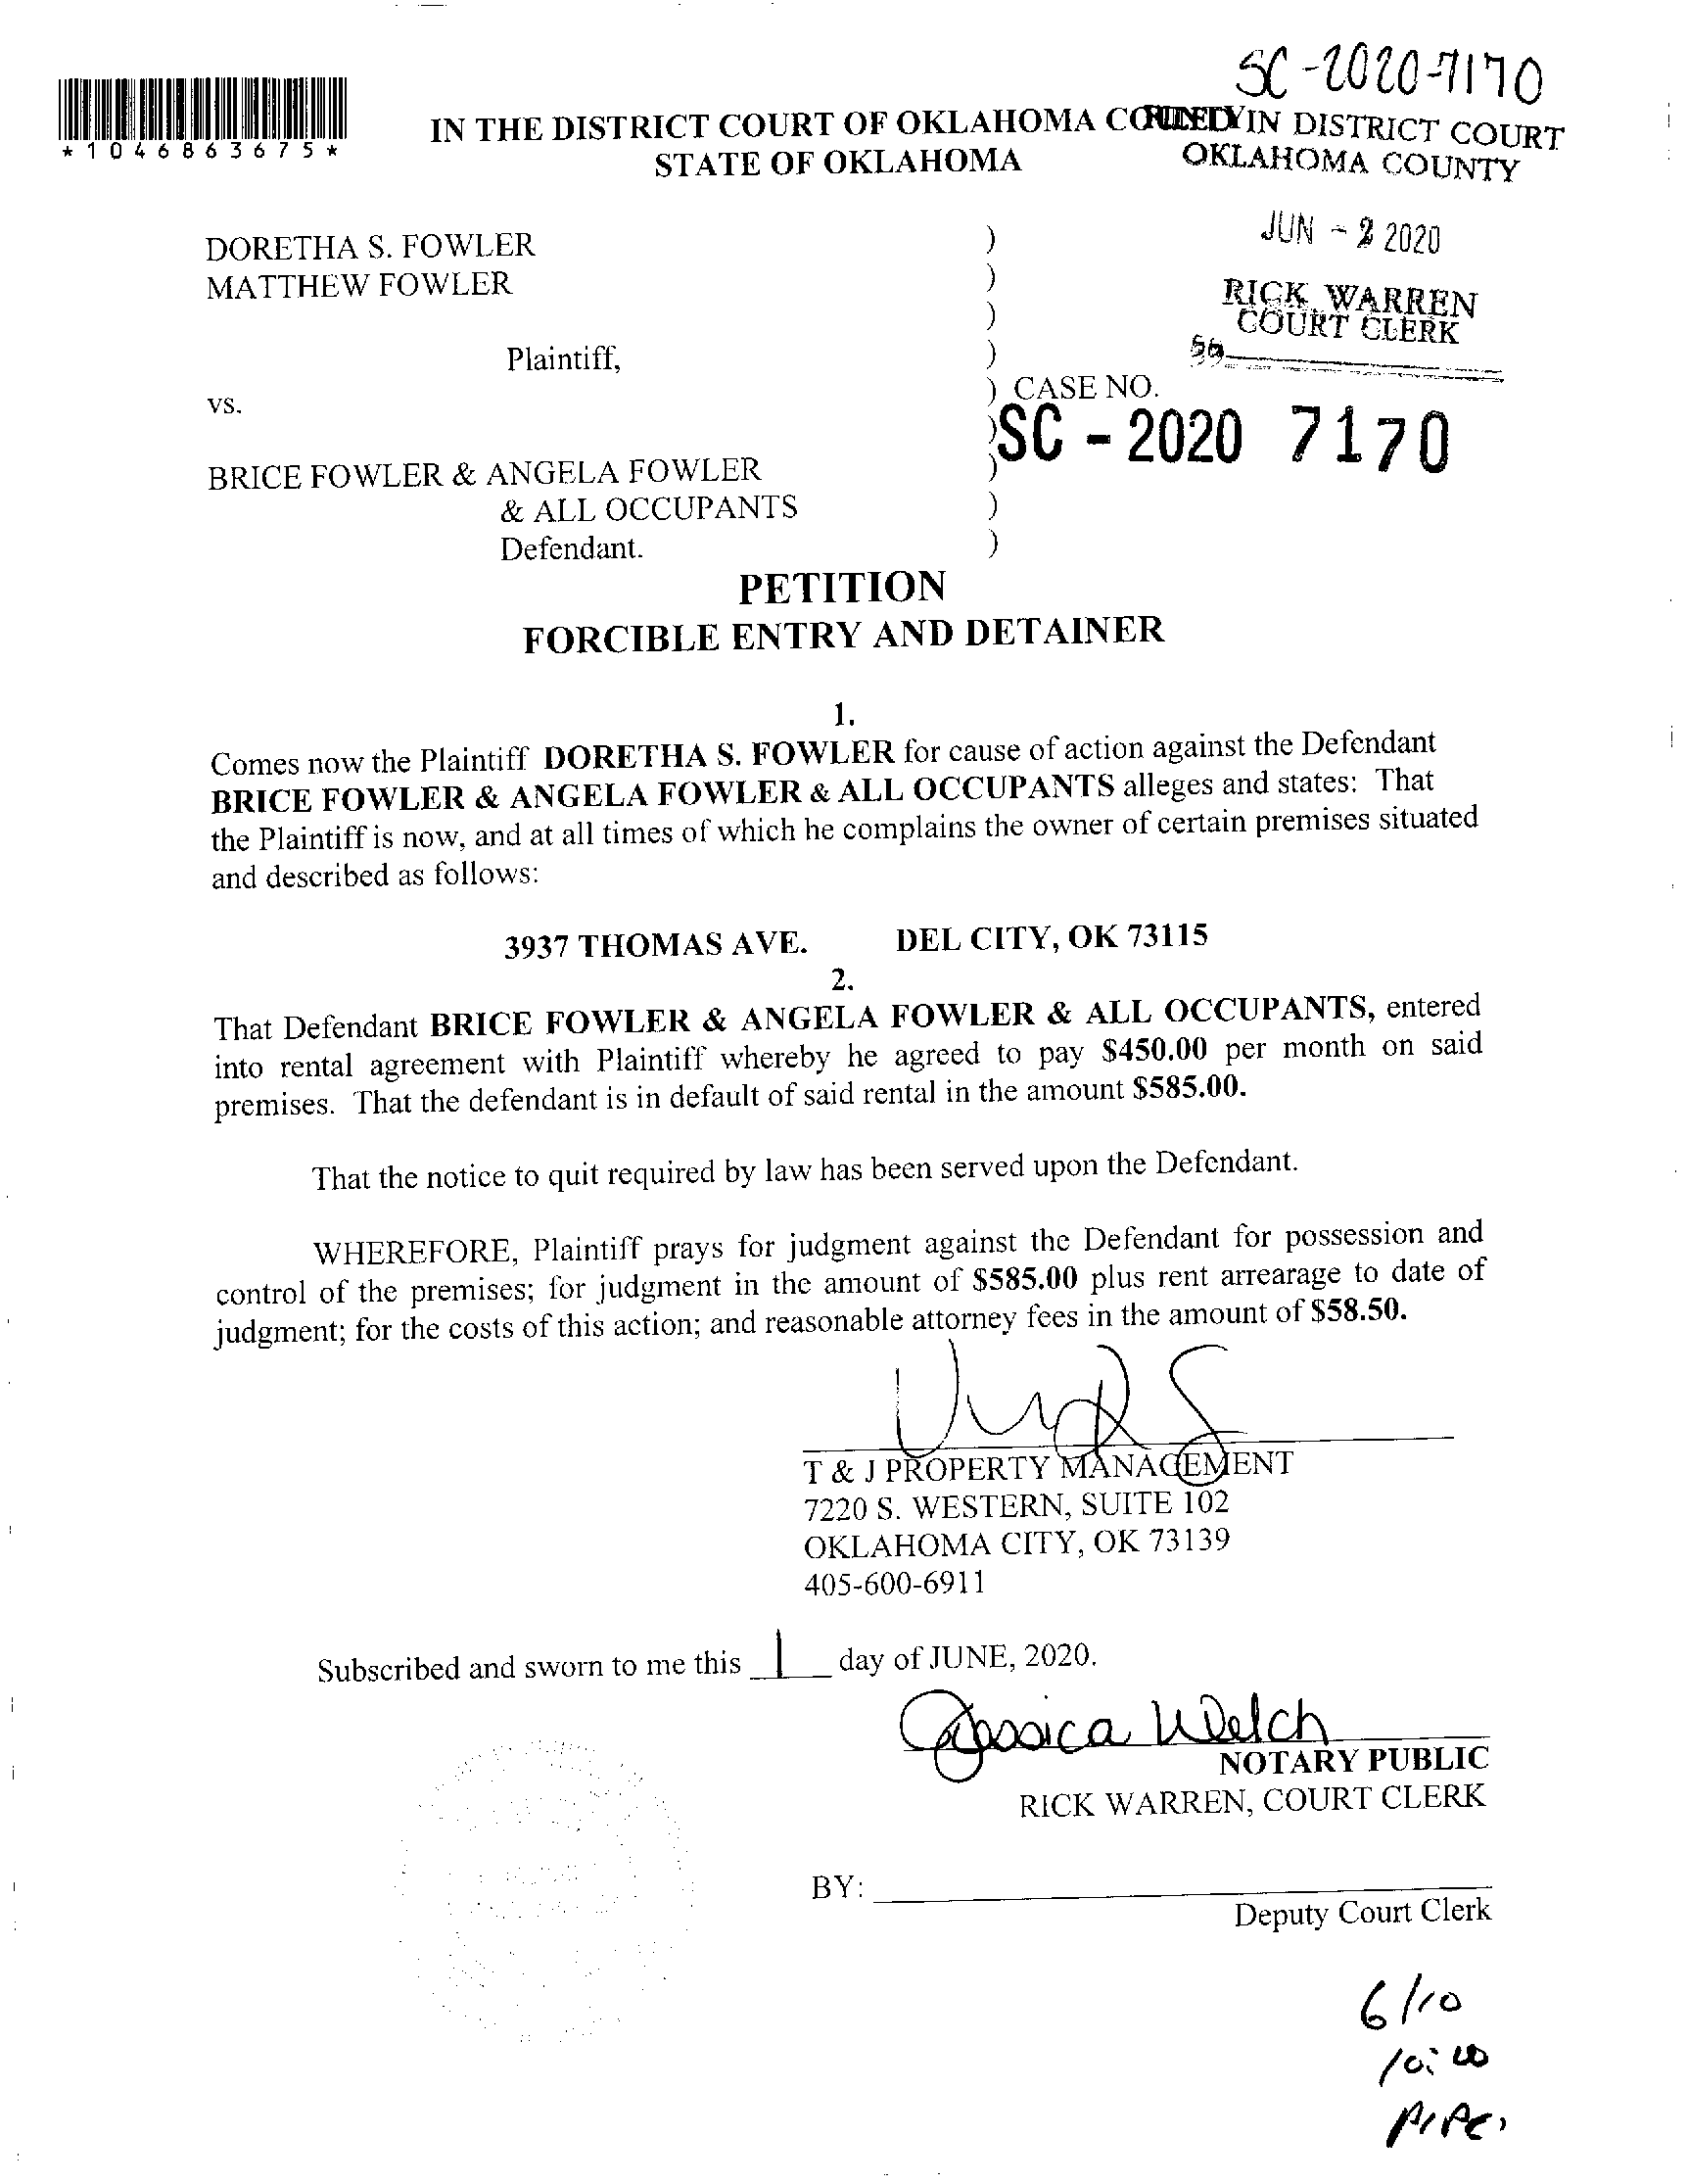 SC-2020-7170
*1046863675*
IN THE DISTRICT COURT OF OKLAHOMA COUNTY
STATE OF OKLAHOMA
FILED IN DISTRICT COURT
OKLAHOMA COUNTY
JUN - 2 2020
RICK WARREN
COURT CLERK
DORETHA S. FOWLER )
MATTHEW FOWLER )
)
Plaintiff, )
vs. ) CASE NO.
)SC - 2020 7170
BRICE FOWLER & ANGELA FOWLER )
& ALL OCCUPANTS )
Defendant. )
PETITION
FORCIBLE ENTRY AND DETAINER
1.
Comes now the Plaintiff DORETHA S. FOWLER for cause of action against the Defendant
BRICE FOWLER & ANGELA FOWLER & ALL OCCUPANTS alleges and states: That
the Plaintiff is now, and at all times of which he complains the owner of certain premises situated
and described as follows:
3937 THOMAS AVE. DEL CITY, OK 73115
2.
That Defendant BRICE FOWLER & ANGELA FOWLER & ALL OCCUPANTS, entered
into rental agreement with Plaintiff whereby he agreed to pay $450.00 per month on said
premises. That the defendant is in default of said rental in the amount $585.00.
That the notice to quit required by law has been served upon the Defendant.
WHEREFORE, Plaintiff prays for judgment against the Defendant for possession and
control of the premises; for judgment in the amount of $585.00 plus rent arrearage to date of
judgment; for the costs of this action; and reasonable attorney fees in the amount of $58.50.
T & J PROPERTY MANAGEMENT
7220 S. WESTERN, SUITE 102
OKLAHOMA CITY, OK 73139
405-600-6911
Subscribed and sworn to me this 1 day of JUNE, 2020.
Jessica Welch
NOTARY PUBLIC
RICK WARREN, COURT CLERK
BY:
Deputy Court Clerk
6/10
10:00